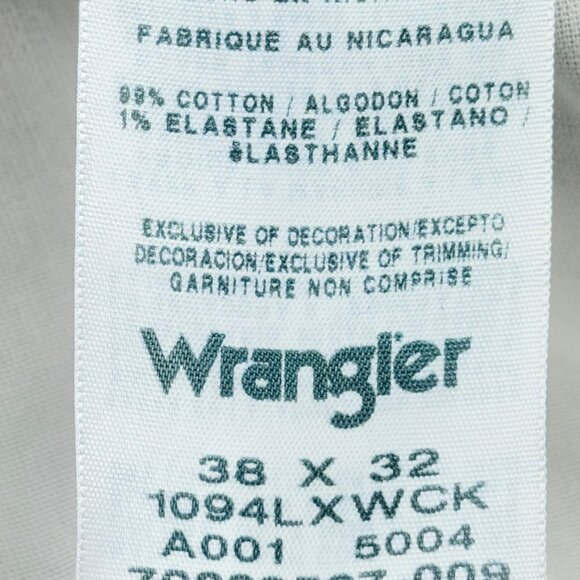 FABRIQUE AU NICARAGUA
99% COTTON / ALGODON / COTON
1% ELASTANE / ELASTANO /
ÉLASTHANNE
EXCLUSIVE OF DECORATION/EXCEPTO
DECORACION/EXCLUSIVE OF TRIMMING/
GARNITURE NON COMPRISE
Wrangler
38 X 32
1094LXWCK
A001 5004